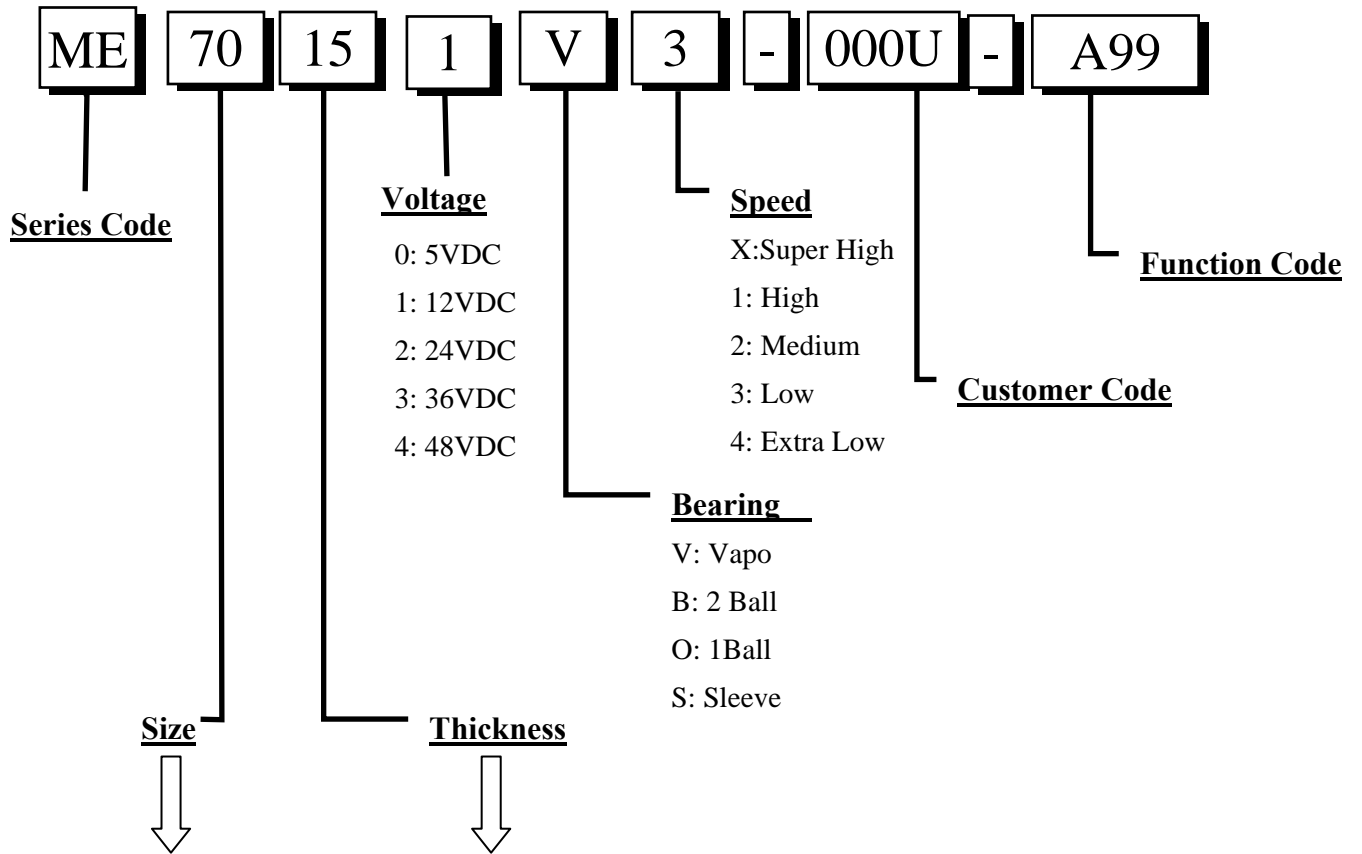 ME 70 15 1 V 3 - 000U - A99
Series Code
Voltage
0: 5VDC
1: 12VDC
2: 24VDC
3: 36VDC
4: 48VDC
Speed
X:Super High
1: High
2: Medium
3: Low
4: Extra Low
Function Code
Customer Code
Bearing
V: Vapo
B: 2 Ball
O: 1Ball
S: Sleeve
Size
Thickness